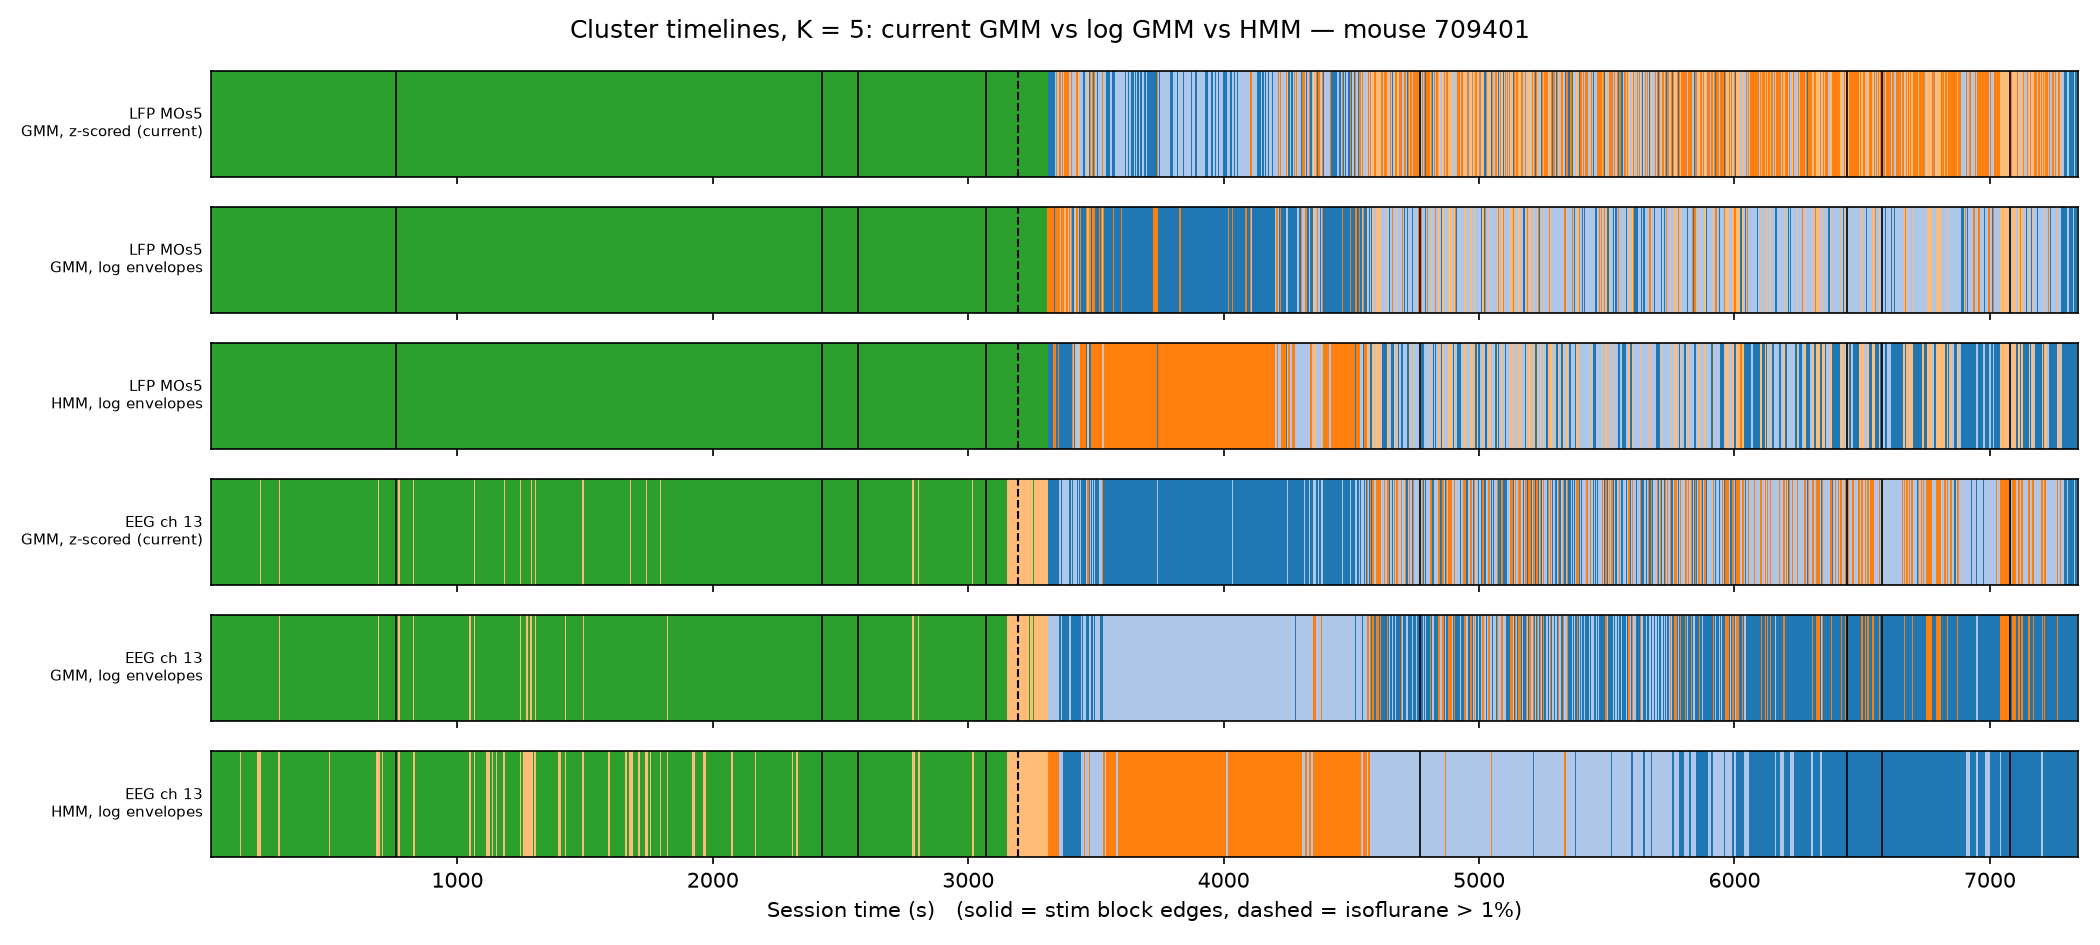 Cluster timelines, K = 5: current GMM vs log GMM vs HMM — mouse 709401
LFP MOs5
GMM, z-scored (current)
LFP MOs5
GMM, log envelopes
LFP MOs5
HMM, log envelopes
EEG ch 13
GMM, z-scored (current)
EEG ch 13
GMM, log envelopes
EEG ch 13
HMM, log envelopes
1000 2000 3000 4000 5000 6000 7000
Session time (s)   (solid = stim block edges, dashed = isoflurane > 1%)